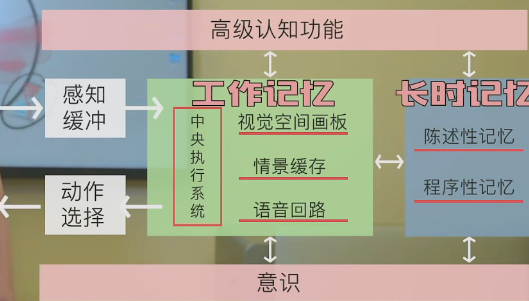 高级认知功能
工作记忆
长时记忆
感知
缓冲
中央执行系统
视觉空间画板
情景缓存
语音回路
陈述性记忆
程序性记忆
动作
选择
意识